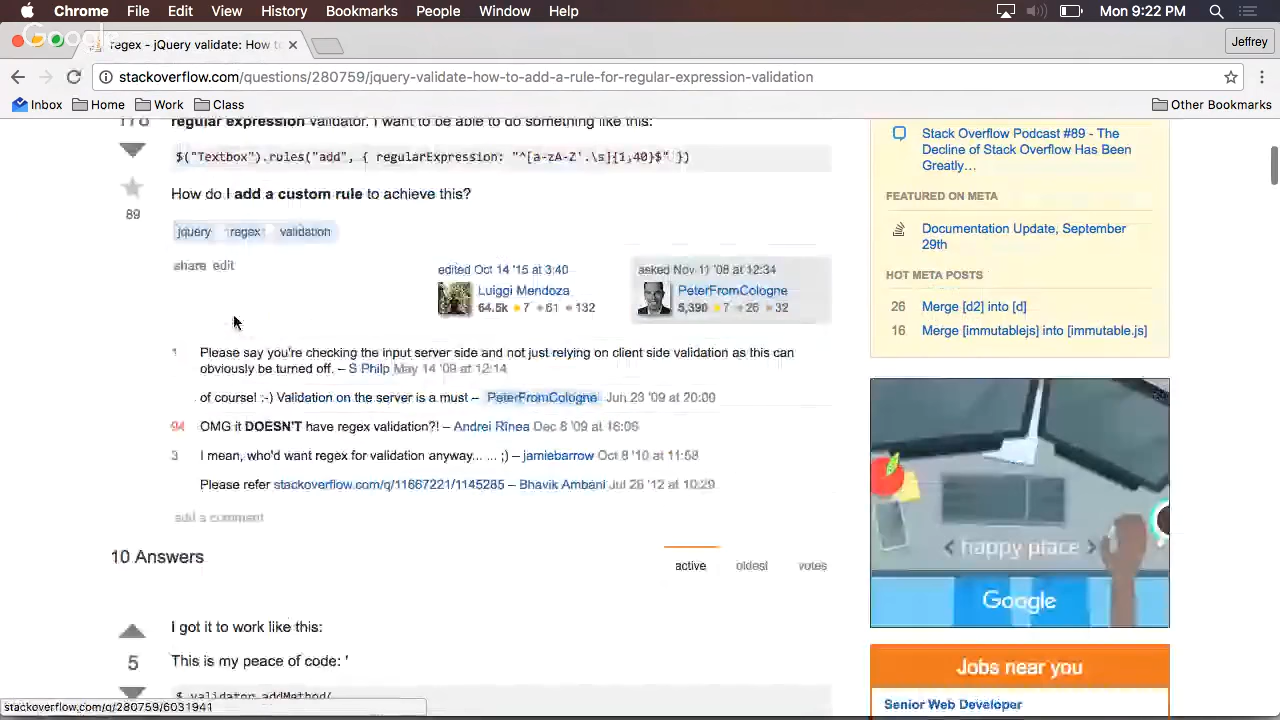 Chrome File Edit View History Bookmarks People Window Help Mon 9:22 PM
Google
regex - jQuery validate: How to
Jeffrey
stackoverflow.com/questions/280759/jquery-validate-how-to-add-a-rule-for-regular-expression-validation
Inbox Home Work Class Other Bookmarks
regular expression validator. I want to be able to do something like this:
$("Textbox").rules("add", { regularExpression: "^[a-zA-Z'.\s]{1,40}$" })
How do I add a custom rule to achieve this?
89
jquery regex validation
share edit
edited Oct 14 '15 at 3:40
Luiggi Mendoza
64.5k 7 61 132
asked Nov 11 '08 at 12:34
PeterFromCologne
5,390 7 26 32
1 Please say you're checking the input server side and not just relying on client side validation as this can
obviously be turned off. – S Philp May 14 '09 at 12:14
of course! :-) Validation on the server is a must – PeterFromCologne Jun 23 '09 at 20:00
94 OMG it DOESN'T have regex validation?! – Andrei Rînea Dec 8 '09 at 16:06
3 I mean, who'd want regex for validation anyway... ... ;) – jamiebarrow Oct 8 '10 at 11:58
Please refer stackoverflow.com/q/11667221/1145285 – Bhavik Ambani Jul 26 '12 at 10:29
add a comment
10 Answers
active oldest votes
I got it to work like this:
5
This is my peace of code: '
$.validator.addMethod(
stackoverflow.com/q/280759/6031941
Stack Overflow Podcast #89 - The
Decline of Stack Overflow Has Been
Greatly…
FEATURED ON META
Documentation Update, September
29th
HOT META POSTS
26 Merge [d2] into [d]
16 Merge [immutablejs] into [immutable.js]
< happy place >
Google
Jobs near you
Senior Web Developer